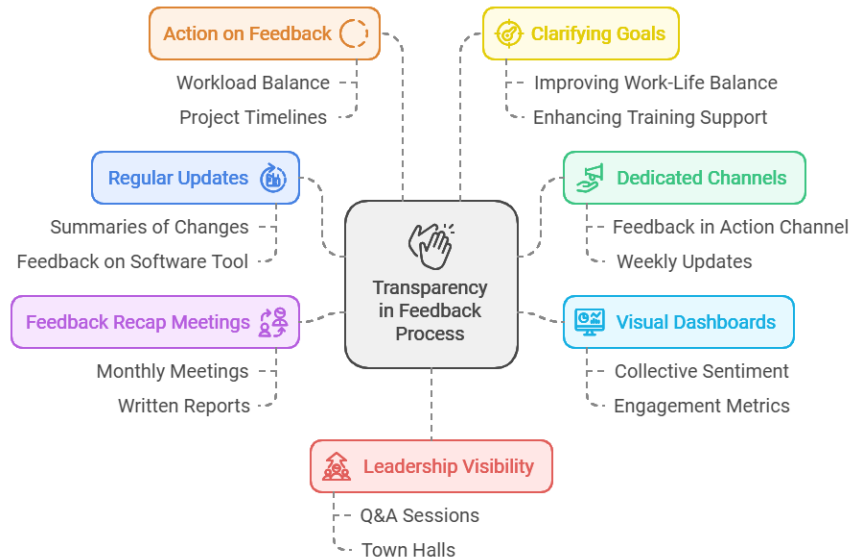 Action on Feedback
Workload Balance
Project Timelines
Clarifying Goals
Improving Work-Life Balance
Enhancing Training Support
Regular Updates
Summaries of Changes
Feedback on Software Tool
Dedicated Channels
Feedback in Action Channel
Weekly Updates
Transparency
in Feedback
Process
Feedback Recap Meetings
Monthly Meetings
Written Reports
Visual Dashboards
Collective Sentiment
Engagement Metrics
Leadership Visibility
Q&A Sessions
Town Halls